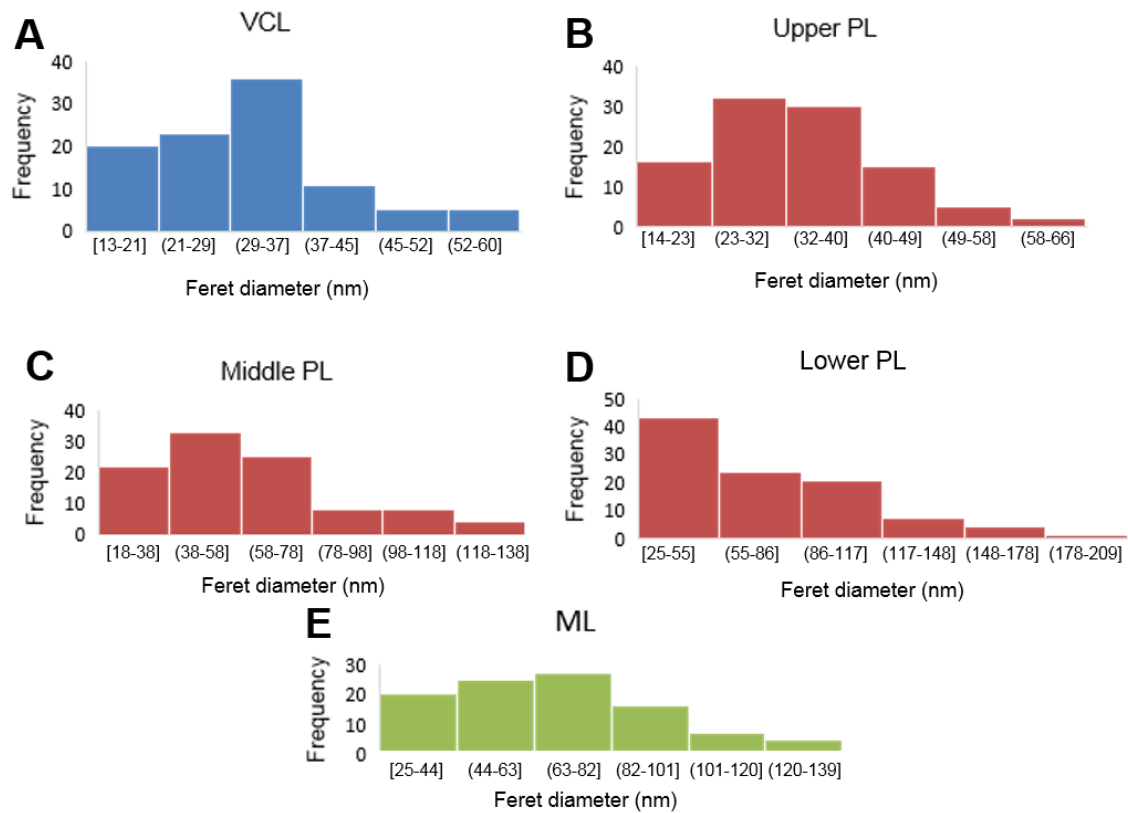 A
VCL
Frequency
40
30
20
10
0
[13-21] (21-29] (29-37] (37-45] (45-52] (52-60]
Feret diameter (nm)
B
Upper PL
Frequency
40
30
20
10
0
[14-23] (23-32] (32-40] (40-49] (49-58] (58-66]
Feret diameter (nm)
C
Middle PL
Frequency
40
30
20
10
0
[18-38] (38-58] (58-78] (78-98] (98-118] (118-138]
Feret diameter (nm)
D
Lower PL
Frequency
50
40
30
20
10
0
[25-55] (55-86] (86-117] (117-148] (148-178] (178-209]
Feret diameter (nm)
E
ML
Frequency
30
20
10
0
[25-44] (44-63] (63-82] (82-101] (101-120] (120-139]
Feret diameter (nm)